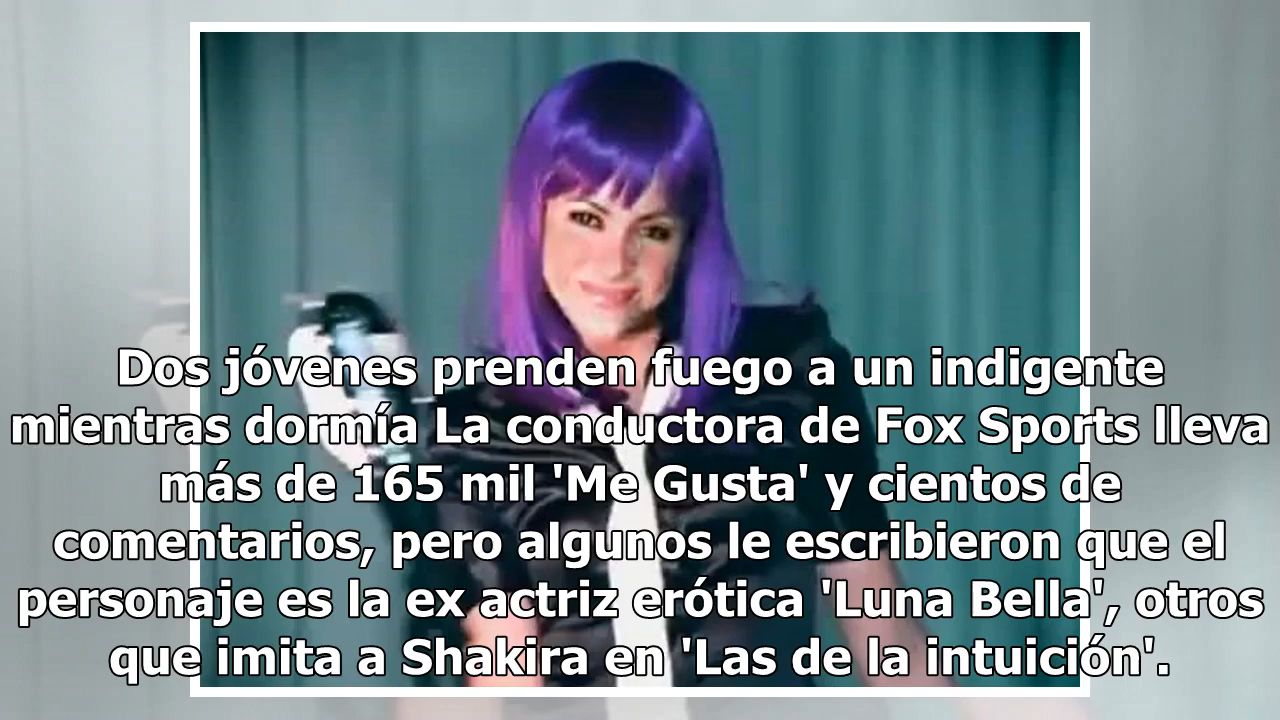 Dos jóvenes prenden fuego a un indigente
mientras dormía La conductora de Fox Sports lleva
más de 165 mil 'Me Gusta' y cientos de
comentarios, pero algunos le escribieron que el
personaje es la ex actriz erótica 'Luna Bella', otros
que imita a Shakira en 'Las de la intuición'.